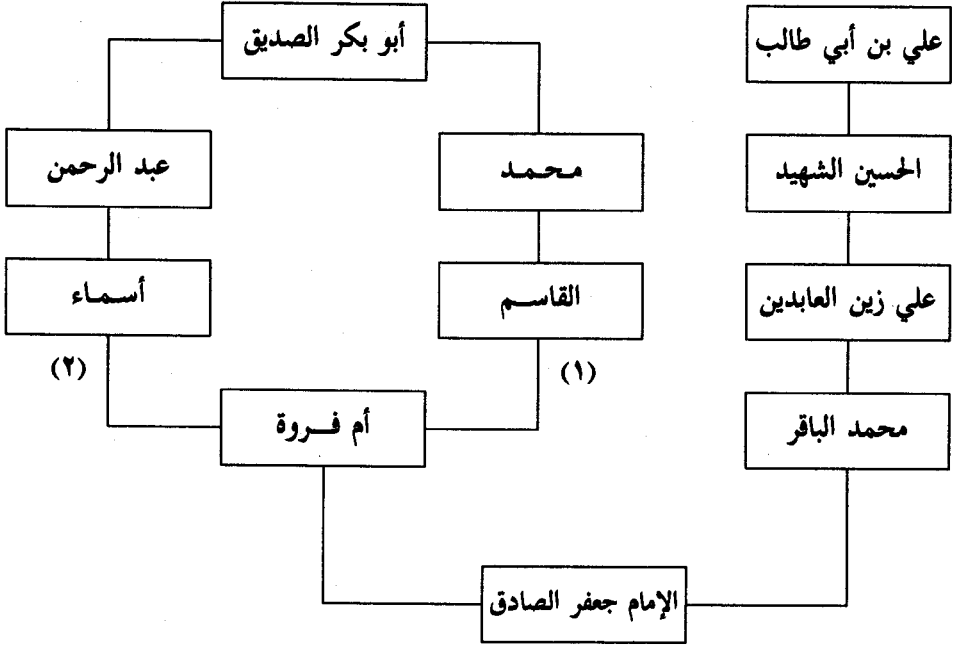 علي بن أبي طالب
أبو بكر الصديق
الحسين الشهيد
محمد
عبد الرحمن
علي زين العابدين
القاسم
أسماء
(١)
(٢)
محمد الباقر
أم فروة
الإمام جعفر الصادق